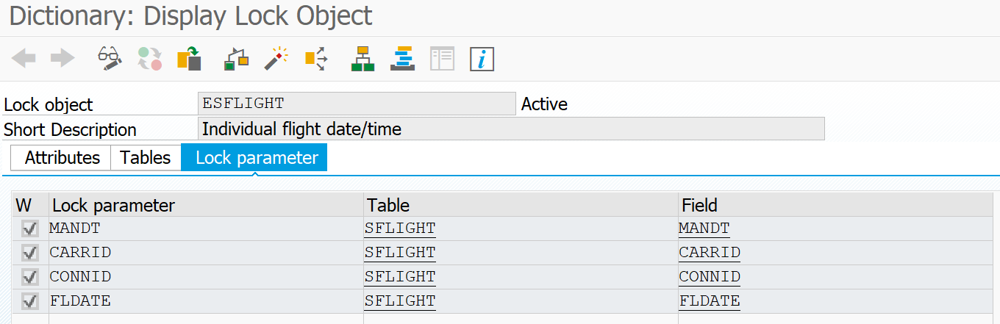 Dictionary: Display Lock Object
Lock object ESFLIGHT Active
Short Description Individual flight date/time
Attributes Tables Lock parameter
W Lock parameter Table Field
MANDT SFLIGHT MANDT
CARRID SFLIGHT CARRID
CONNID SFLIGHT CONNID
FLDATE SFLIGHT FLDATE